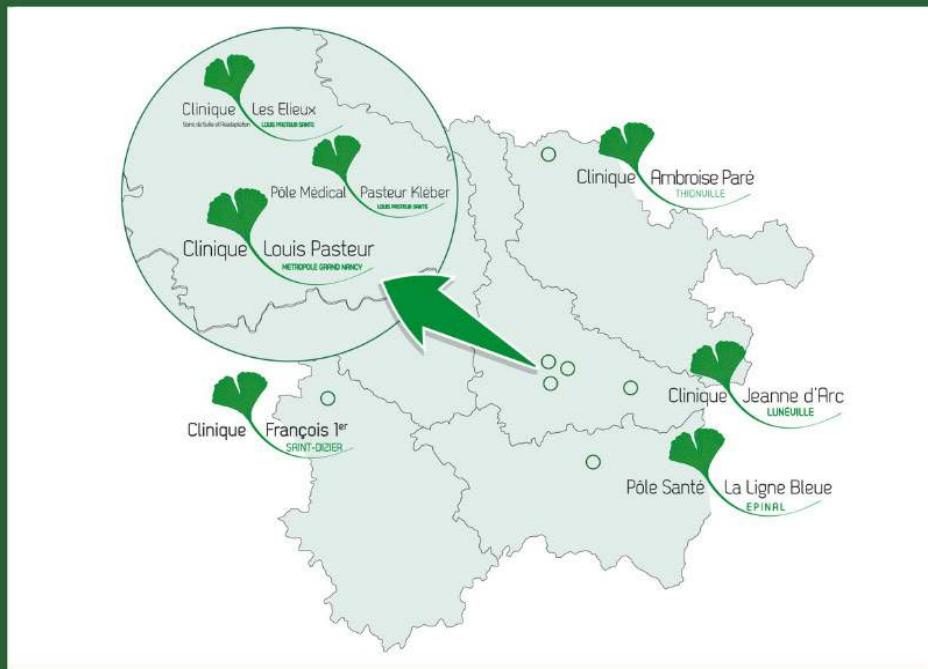 Clinique Les Elieux
Soins de Suite et Réadaptation LOUIS PASTEUR SANTE
Pôle Médical Pasteur Kléber
LOUIS PASTEUR SANTE
Clinique Louis Pasteur
METROPOLE GRAND NANCY
Clinique Ambroise Paré
THIONVILLE
Clinique Jeanne d'Arc
LUNÉVILLE
Clinique François 1er
SAINT-DIZIER
Pôle Santé La Ligne Bleue
EPINAL